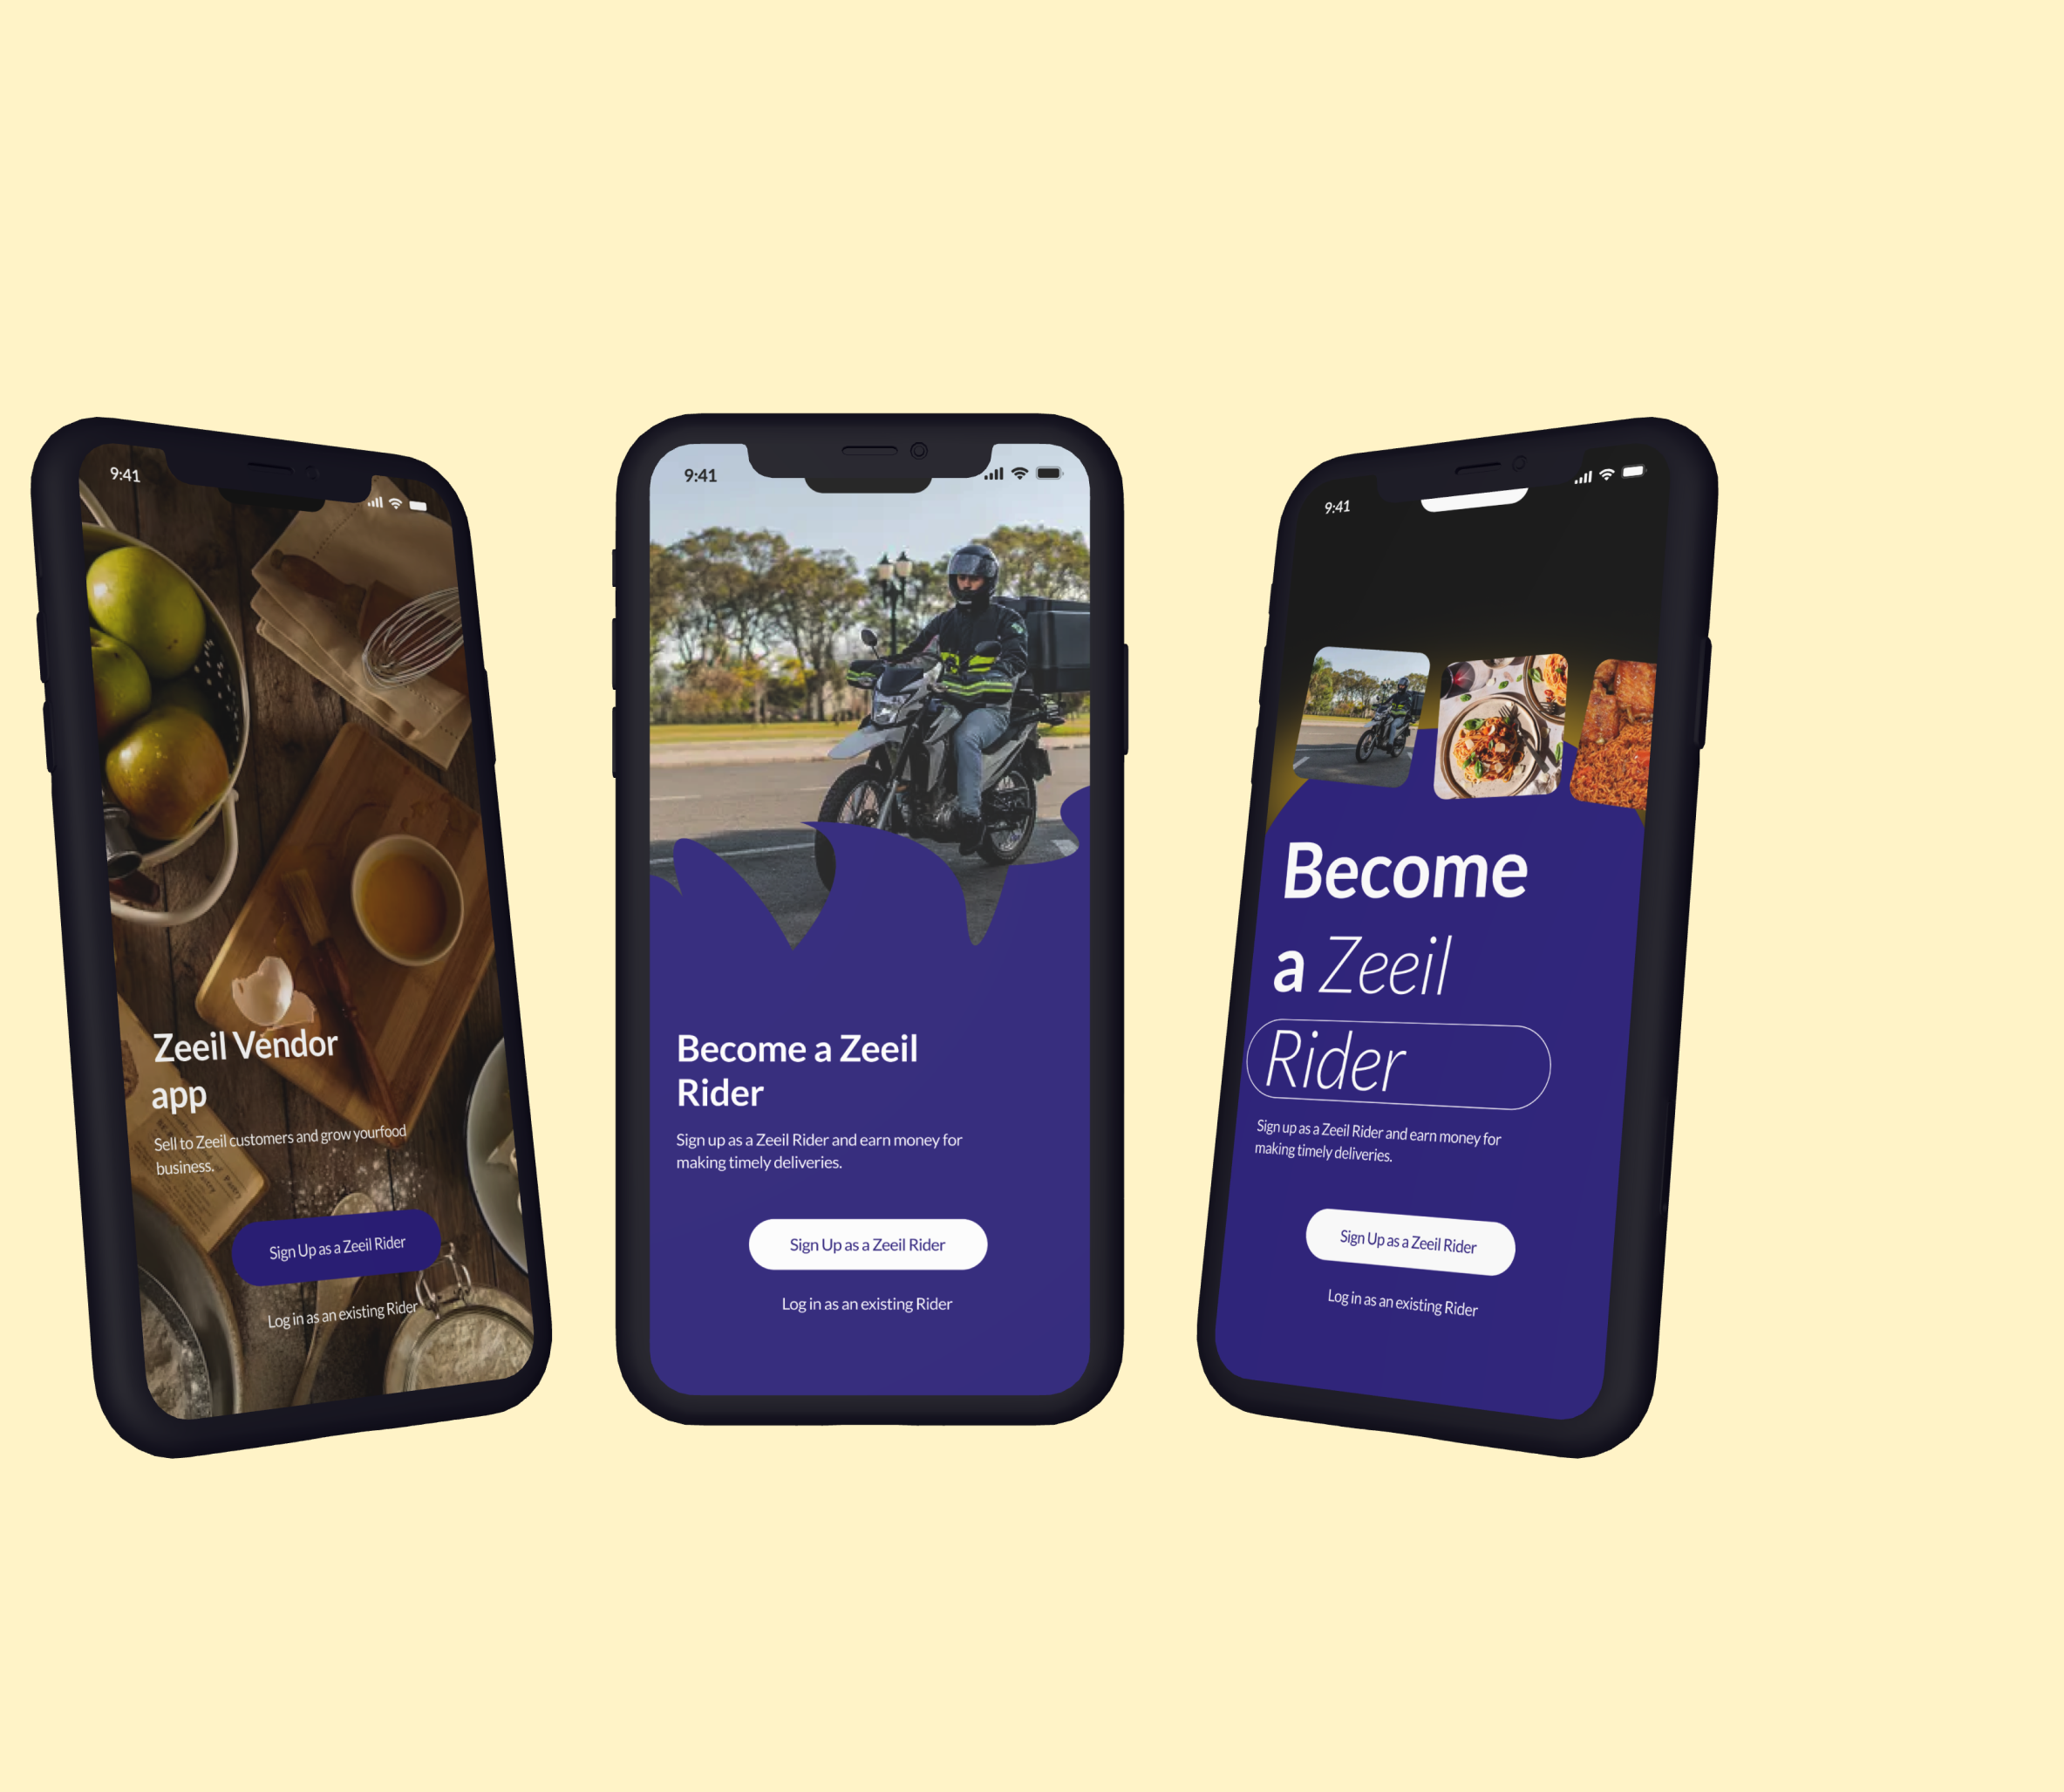 9:41
Zeeil Vendor
app
Sell to Zeeil customers and grow yourfood
business.
Sign Up as a Zeeil Rider
Log in as an existing Rider
9:41
Become a Zeeil
Rider
Sign up as a Zeeil Rider and earn money for
making timely deliveries.
Sign Up as a Zeeil Rider
Log in as an existing Rider
9:41
Become
a Zeeil
Rider
Sign up as a Zeeil Rider and earn money for
making timely deliveries.
Sign Up as a Zeeil Rider
Log in as an existing Rider